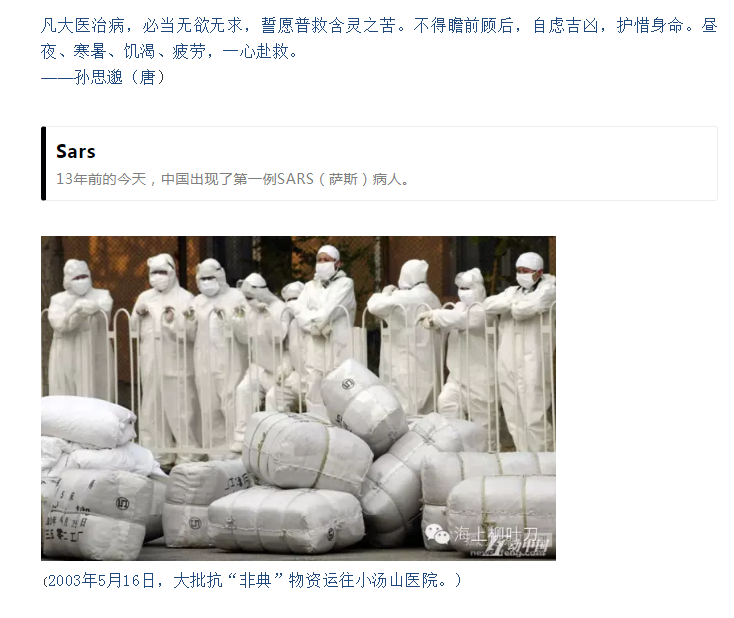 凡大医治病，必当无欲无求，誓愿普救含灵之苦。不得瞻前顾后，自虑吉凶，护惜身命。昼
夜、寒暑、饥渴、疲劳，一心赴救。
——孙思邈（唐）
Sars
13年前的今天，中国出现了第一例SARS（萨斯）病人。
海上柳叶刀
(2003年5月16日，大批抗“非典”物资运往小汤山医院。）